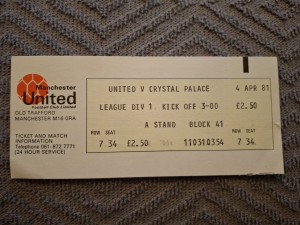 Manchester
United
Football Club Limited
OLD TRAFFORD
MANCHESTER M16 0RA
TICKET AND MATCH
INFORMATION
Telephone 061-872 7771
(24 HOUR SERVICE)
UNITED V CRYSTAL PALACE 4 APR 81
LEAGUE DIV 1 KICK OFF 3-00 £2.50
A STAND BLOCK 41
ROW SEAT ROW SEAT
7 34 £2.50 110310354 7 34